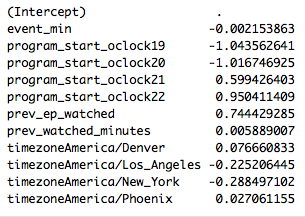 (Intercept) .
event_min -0.002153863
program_start_oclock19 -1.043562641
program_start_oclock20 -1.016746925
program_start_oclock21 0.599426403
program_start_oclock22 0.950411409
prev_ep_watched 0.744429285
prev_watched_minutes 0.005889007
timezoneAmerica/Denver 0.076660833
timezoneAmerica/Los_Angeles -0.225206445
timezoneAmerica/New_York -0.288497102
timezoneAmerica/Phoenix 0.027061155